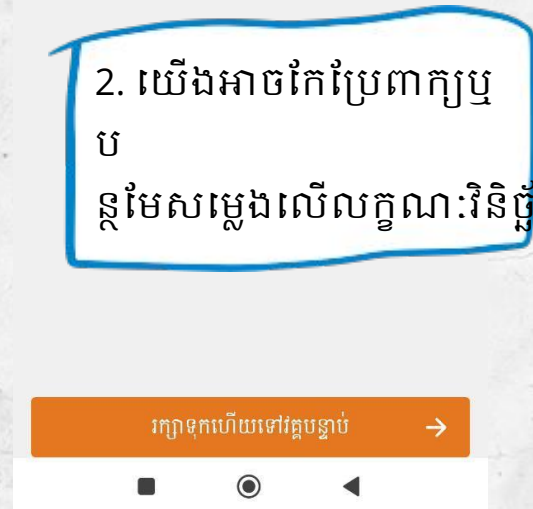 2. យើងអាចកែប្រែពាក្យឬ
ប
ន្ថមែសម្លេងលើលក្ខណៈវិនិច្ឆ័
រក្សាទុកហើយទៅវគ្គបន្ទាប់